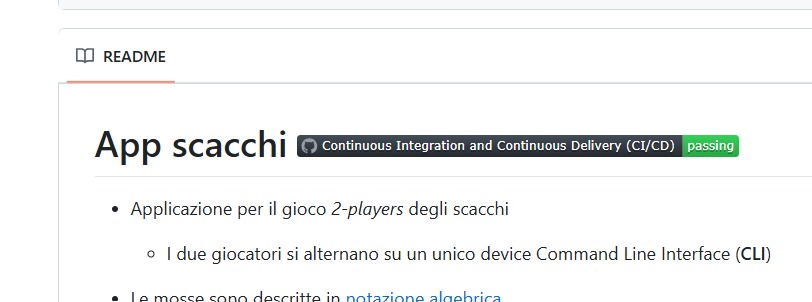 README
App scacchi Continuous Integration and Continuous Delivery (CI/CD) passing
Applicazione per il gioco 2-players degli scacchi
I due giocatori si alternano su un unico device Command Line Interface (CLI)
Le mosse sono descritte in notazione algebrica